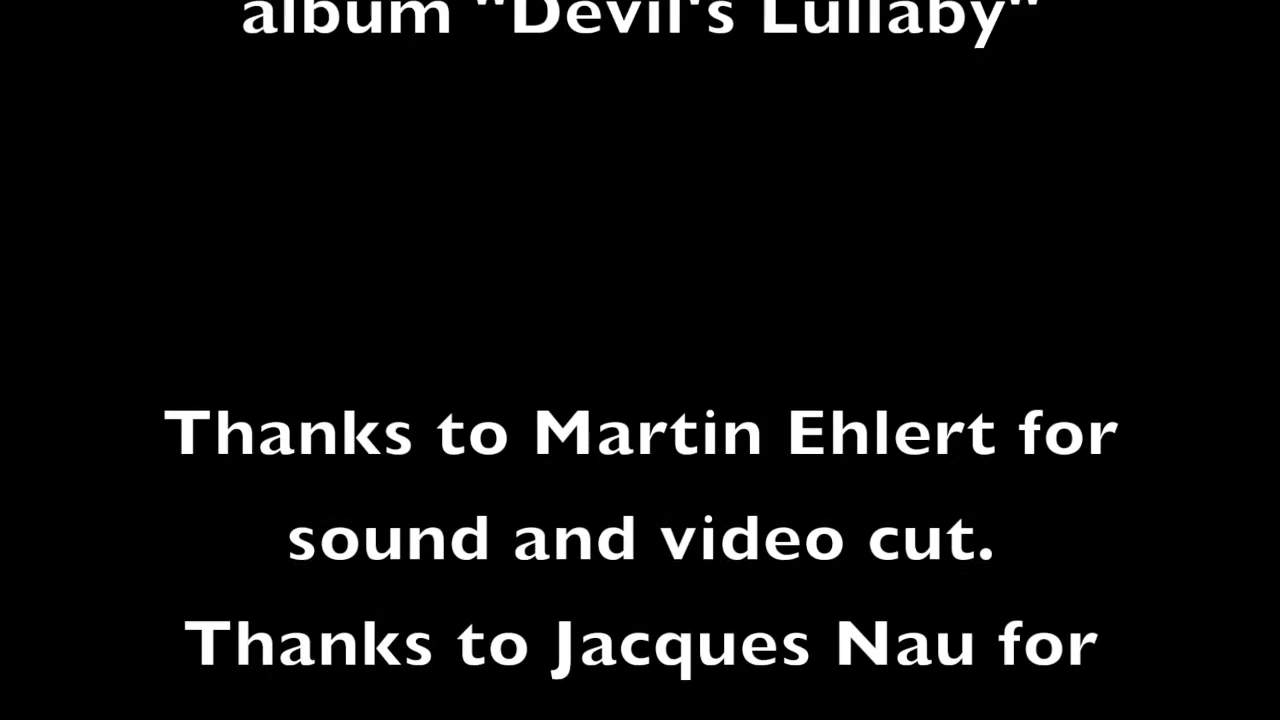 album "Devil's Lullaby"
Thanks to Martin Ehlert for
sound and video cut.
Thanks to Jacques Nau for